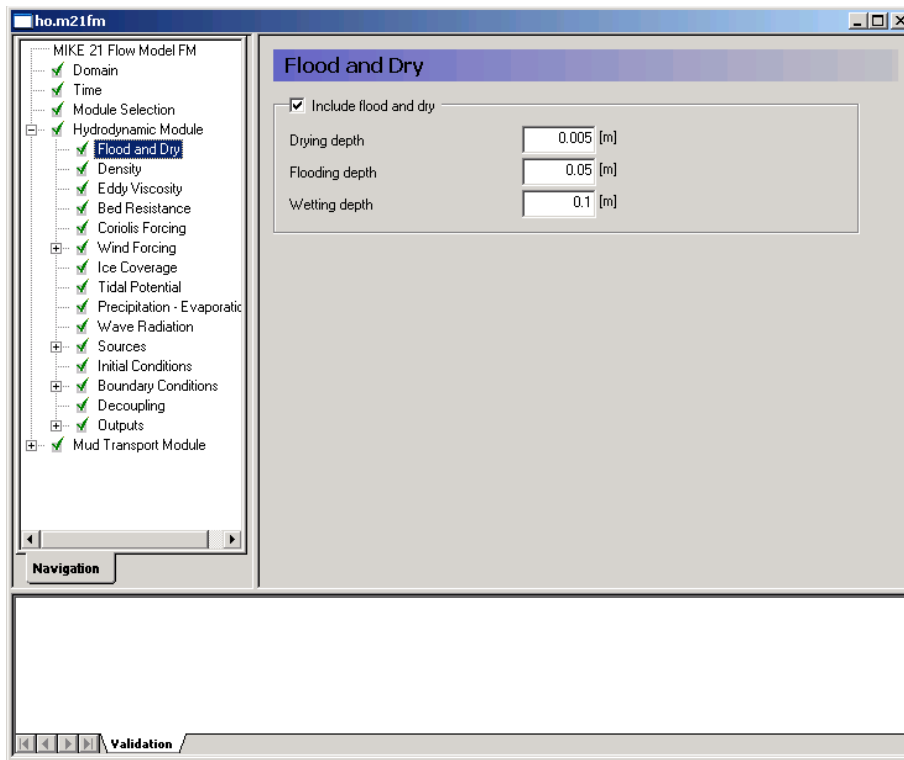 ho.m21fm
MIKE 21 Flow Model FM
Domain
Time
Module Selection
Hydrodynamic Module
Flood and Dry
Density
Eddy Viscosity
Bed Resistance
Coriolis Forcing
Wind Forcing
Ice Coverage
Tidal Potential
Precipitation - Evaporatic
Wave Radiation
Sources
Initial Conditions
Boundary Conditions
Decoupling
Outputs
Mud Transport Module
Navigation
Flood and Dry
Include flood and dry
Drying depth 0.005 [m]
Flooding depth 0.05 [m]
Wetting depth 0.1 [m]
Validation